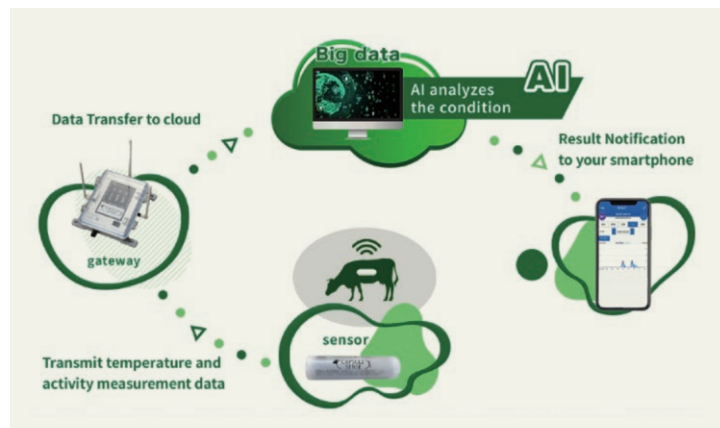 Big data
AI
AI analyzes
the condition
Data Transfer to cloud
Result Notification
to your smartphone
gateway
sensor
Transmit temperature and
activity measurement data